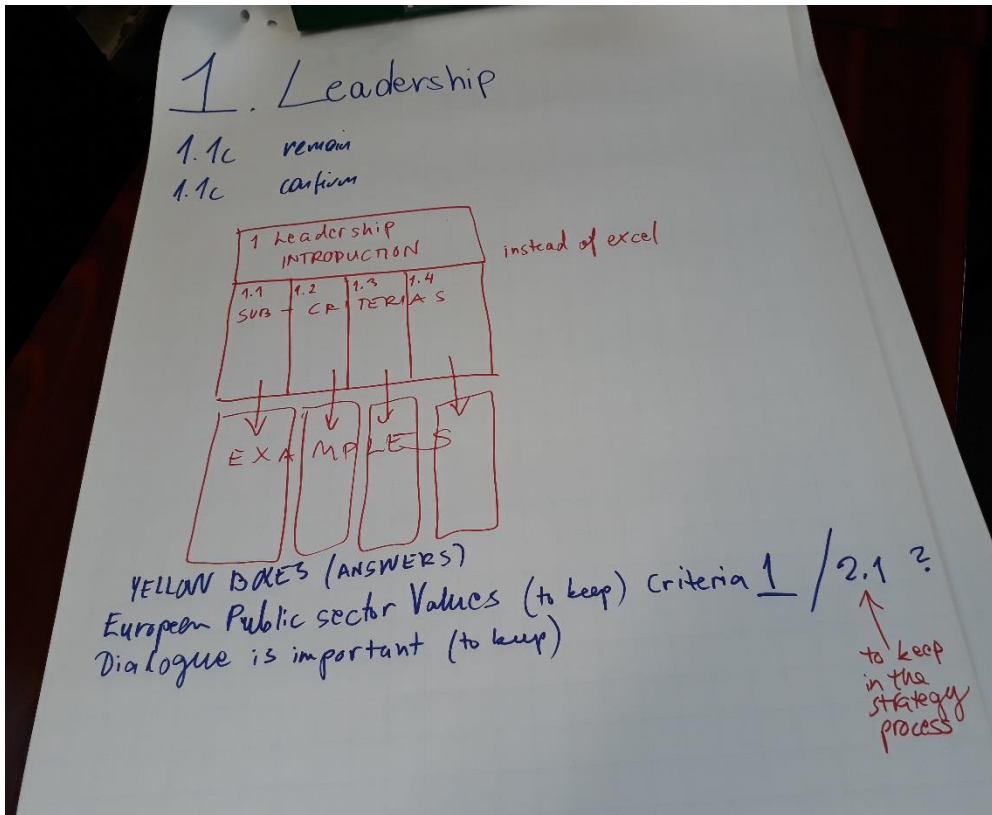 1. Leadership
1.1c remain
1.1c confirm
1 Leadership
INTRODUCTION
instead of excel
1.1 1.2 1.3 1.4
SUB - CRITERIAS
EXAMPLES
YELLOW BOXES (ANSWERS)
European Public sector Values (to keep) Criteria 1 / 2.1 ?
Dialogue is important (to keep)
to keep
in the
strategy
process